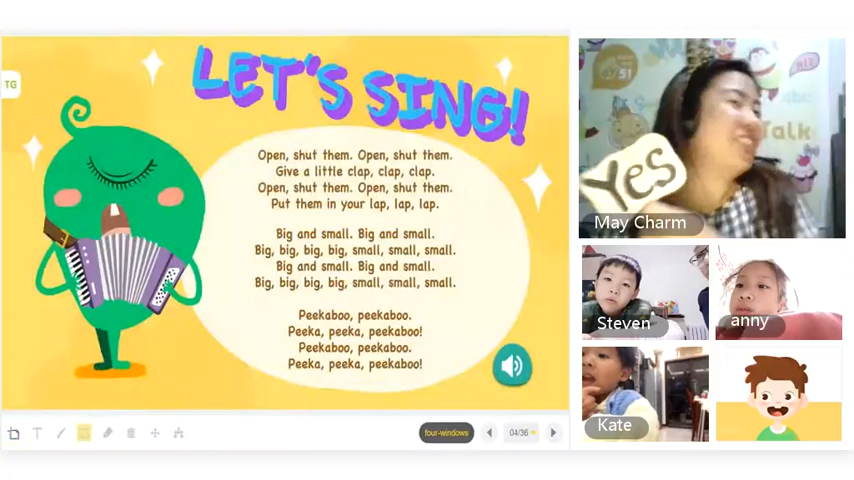 TG
LET'S SING!
Open, shut them. Open, shut them.
Give a little clap, clap, clap.
Open, shut them. Open, shut them.
Put them in your lap, lap, lap.
Big and small. Big and small.
Big, big, big, big, small, small, small.
Big and small. Big and small.
Big, big, big, big, small, small, small.
Peekaboo, peekaboo.
Peeka, peeka, peekaboo!
Peekaboo, peekaboo.
Peeka, peeka, peekaboo!
four-windows
04/36
T
Yes
Talk
May Charm
Steven
anny
Kate